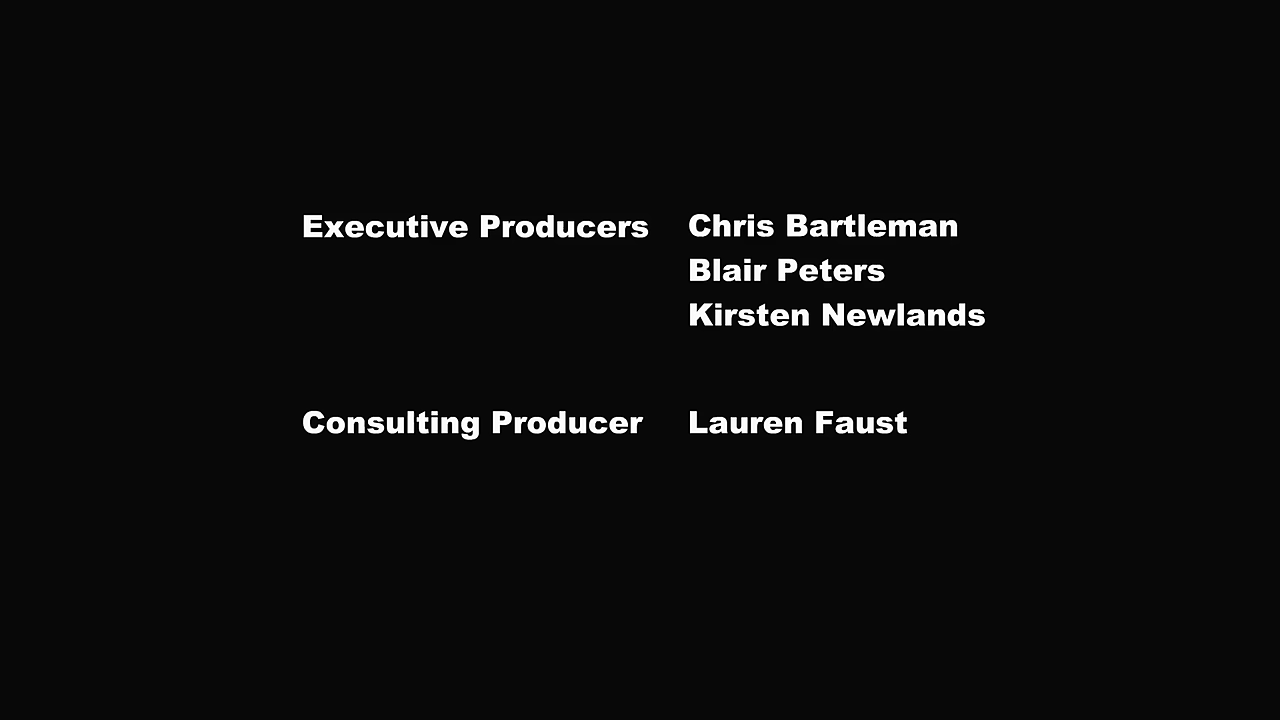 Executive Producers Chris Bartleman
Blair Peters
Kirsten Newlands
Consulting Producer Lauren Faust